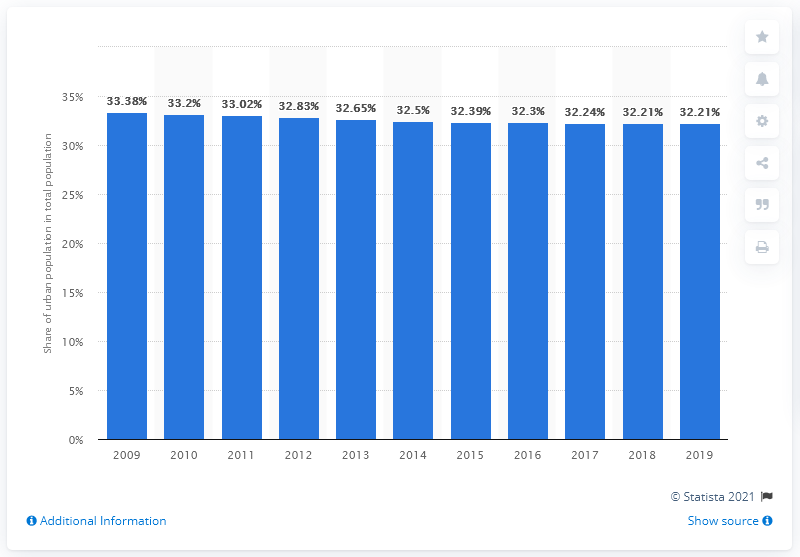 33.38% 33.2% 33.02% 32.83% 32.65% 32.5% 32.39% 32.3% 32.24% 32.21% 32.21%
35%
30%
25%
20%
15%
10%
5%
0%
Share of urban population in total population
2009 2010 2011 2012 2013 2014 2015 2016 2017 2018 2019
© Statista 2021
Additional Information
Show source